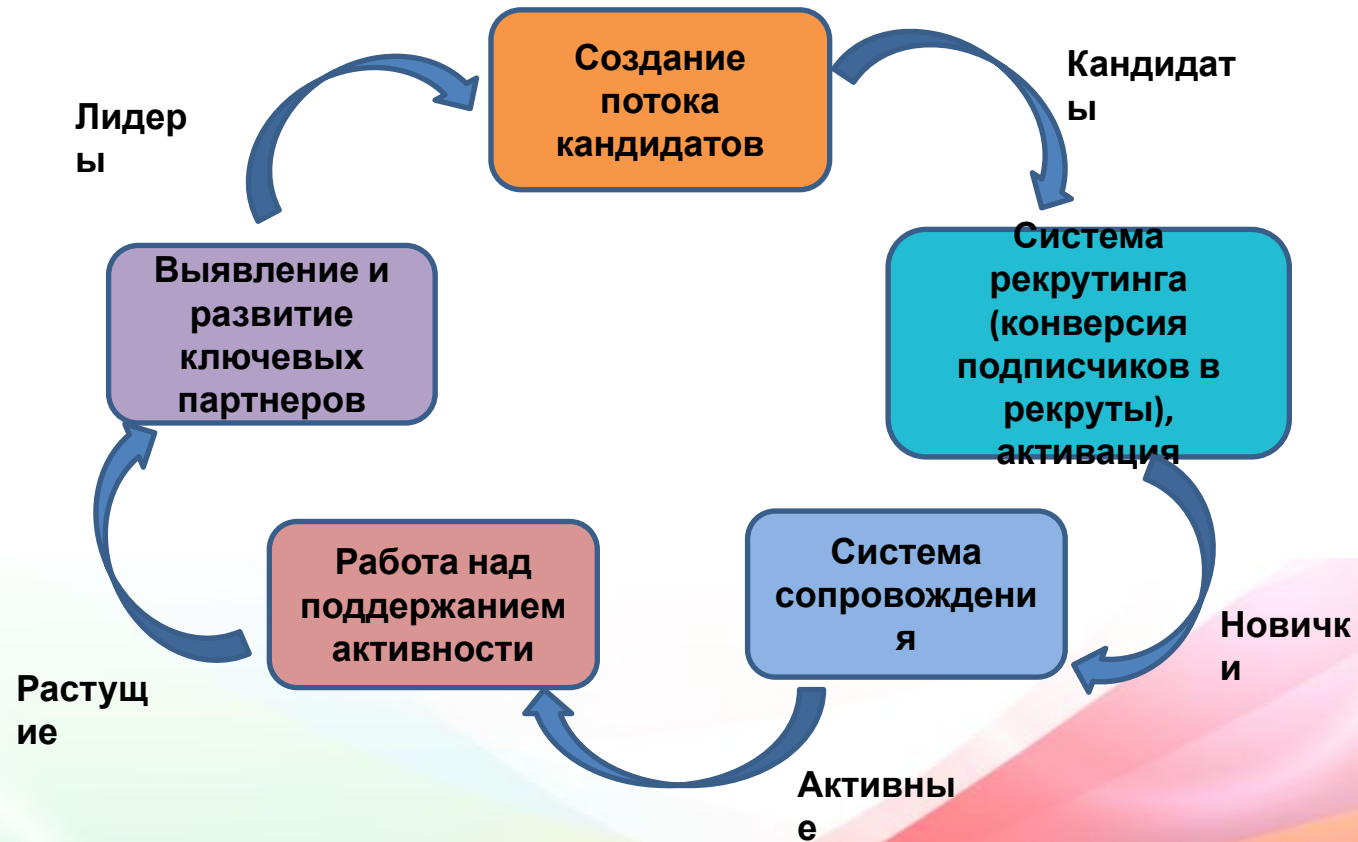 Создание
потока
кандидатов
Кандидат
ы
Система
рекрутинга
(конверсия
подписчиков в
рекруты),
активация
Новичк
и
Система
сопровождени
я
Активны
е
Работа над
поддержанием
активности
Растущ
ие
Выявление и
развитие
ключевых
партнеров
Лидер
ы